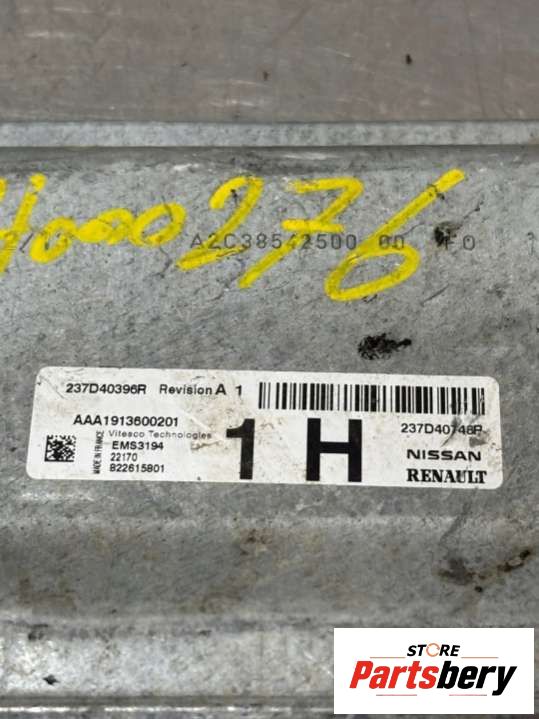 H000276
A2C38542500 00 F0
237D40396R Revision A 1
AAA1913600201
237D40748R
Vitesco Technologies
EMS3194
22170
B22615801
MADE IN FRANCE
1 H
NISSAN
RENAULT
STORE
Partsbery